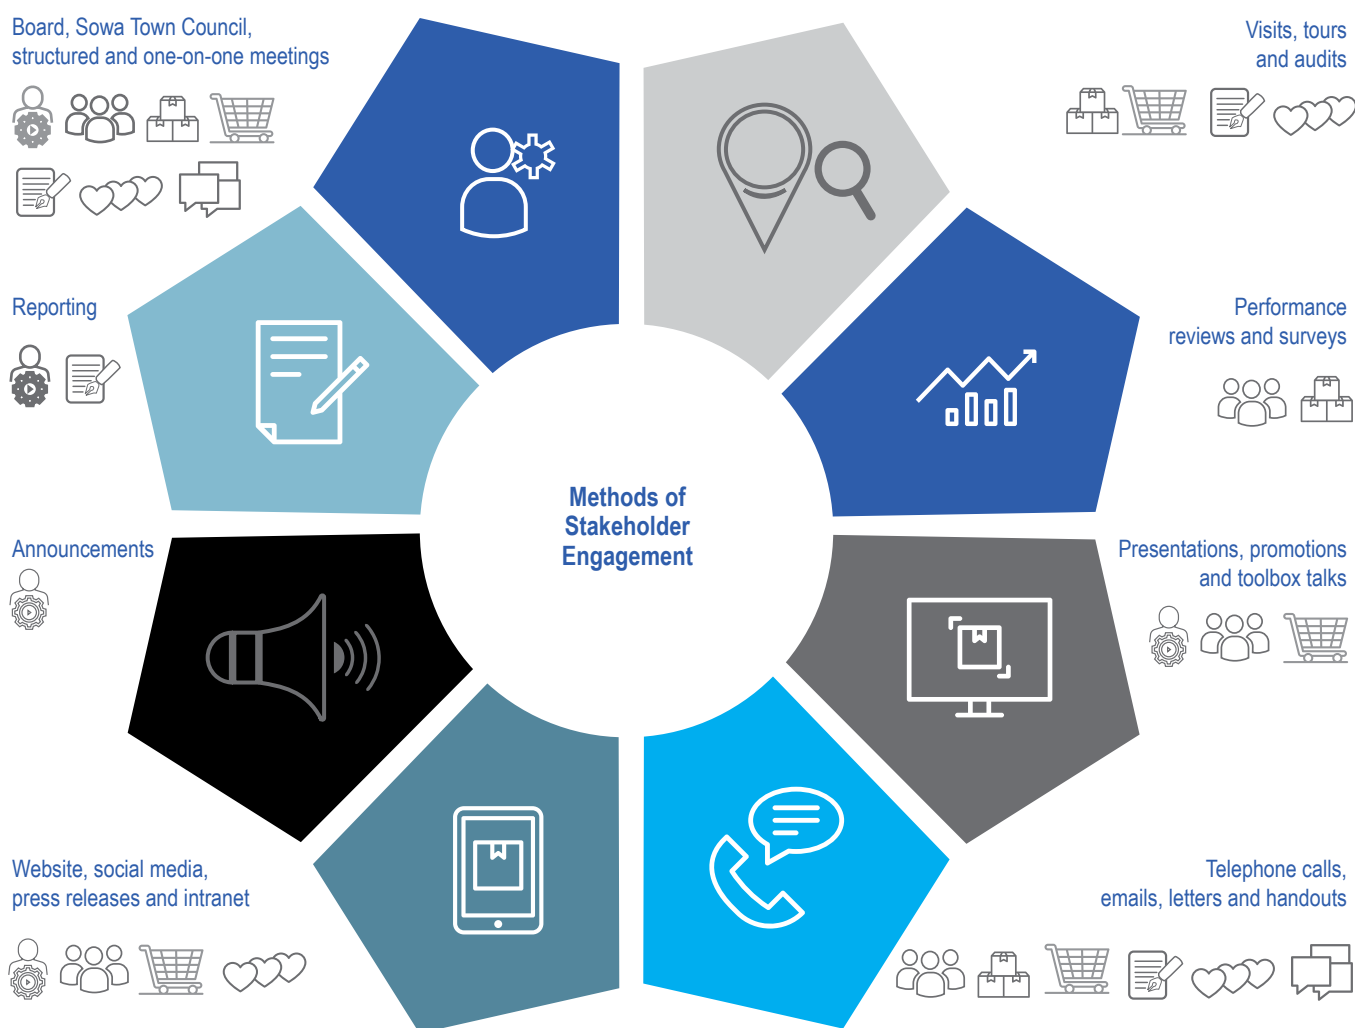 Board, Sowa Town Council,
structured and one-on-one meetings
Visits, tours
and audits
Reporting
Performance
reviews and surveys
Methods of
Stakeholder
Engagement
Announcements
Presentations, promotions
and toolbox talks
Website, social media,
press releases and intranet
Telephone calls,
emails, letters and handouts